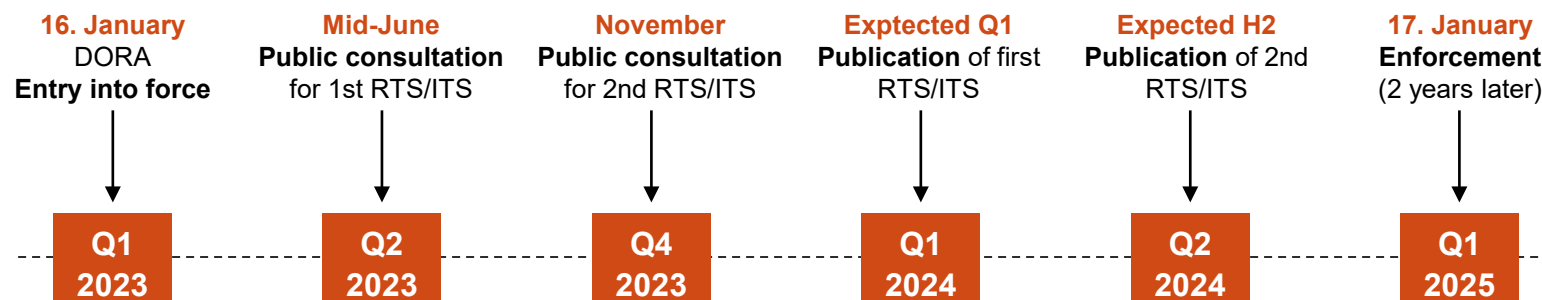 16. January
DORA
Entry into force
Mid-June
Public consultation
for 1st RTS/ITS
November
Public consultation
for 2nd RTS/ITS
Exptected Q1
Publication of first
RTS/ITS
Expected H2
Publication of 2nd
RTS/ITS
17. January
Enforcement
(2 years later)
Q1
2023
Q2
2023
Q4
2023
Q1
2024
Q2
2024
Q1
2025